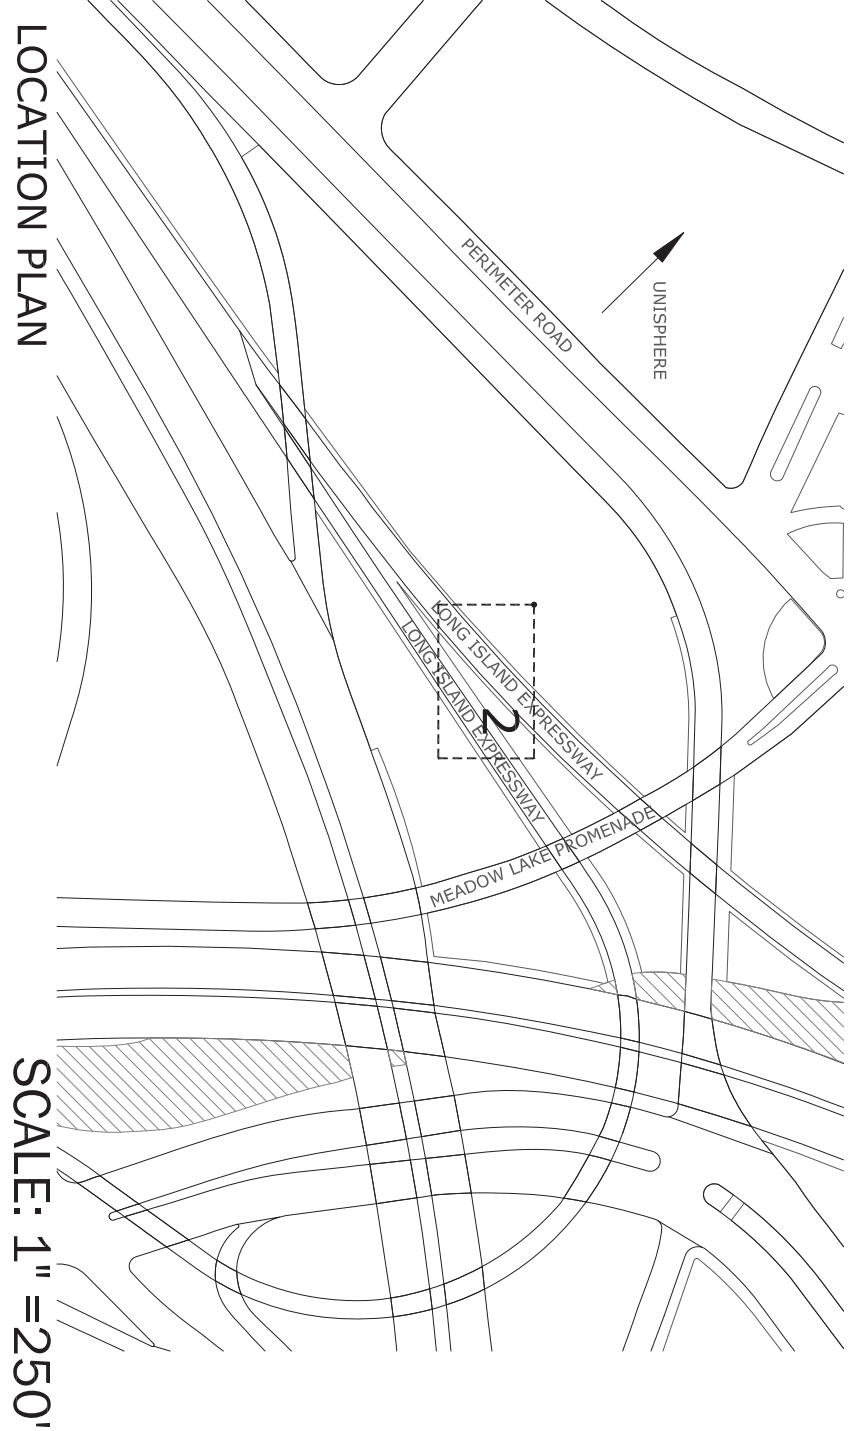 LOCATION PLAN
SCALE: 1" =250'
PERIMETER ROAD
UNISPHERE
LONG ISLAND EXPRESSWAY
LONG ISLAND EXPRESSWAY
2
MEADOW LAKE PROMENADE